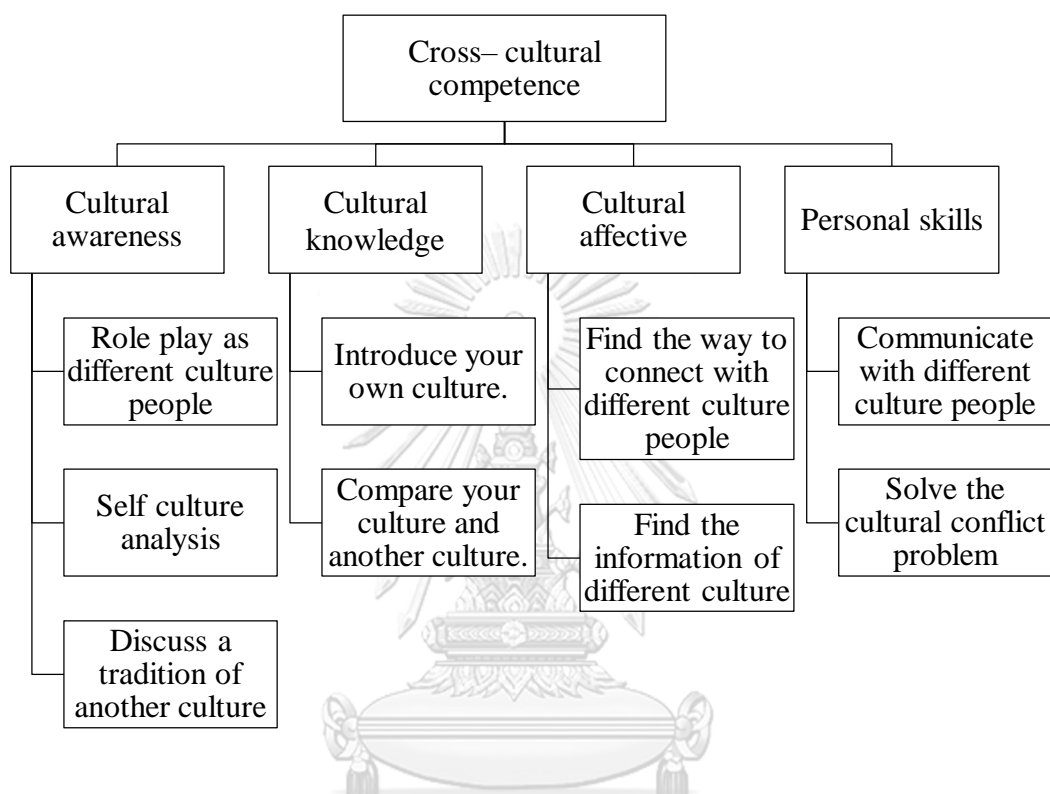 Cross– cultural
competence
Cultural
awareness
Role play as
different culture
people
Self culture
analysis
Discuss a
tradition of
another culture
Cultural
knowledge
Introduce your
own culture.
Compare your
culture and
another culture.
Cultural
affective
Find the way to
connect with
different culture
people
Find the
information of
different culture
Personal skills
Communicate
with different
culture people
Solve the
cultural conflict
problem